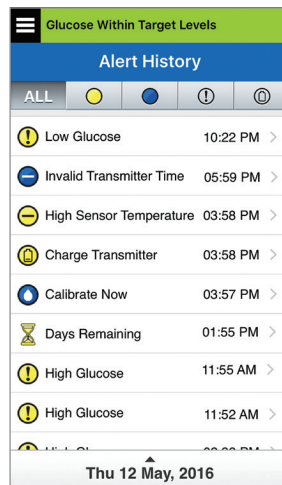 Glucose Within Target Levels
Alert History
ALL
Low Glucose 10:22 PM
Invalid Transmitter Time 05:59 PM
High Sensor Temperature 03:58 PM
Charge Transmitter 03:58 PM
Calibrate Now 03:57 PM
Days Remaining 01:55 PM
High Glucose 11:55 AM
High Glucose 11:52 AM
Thu 12 May, 2016